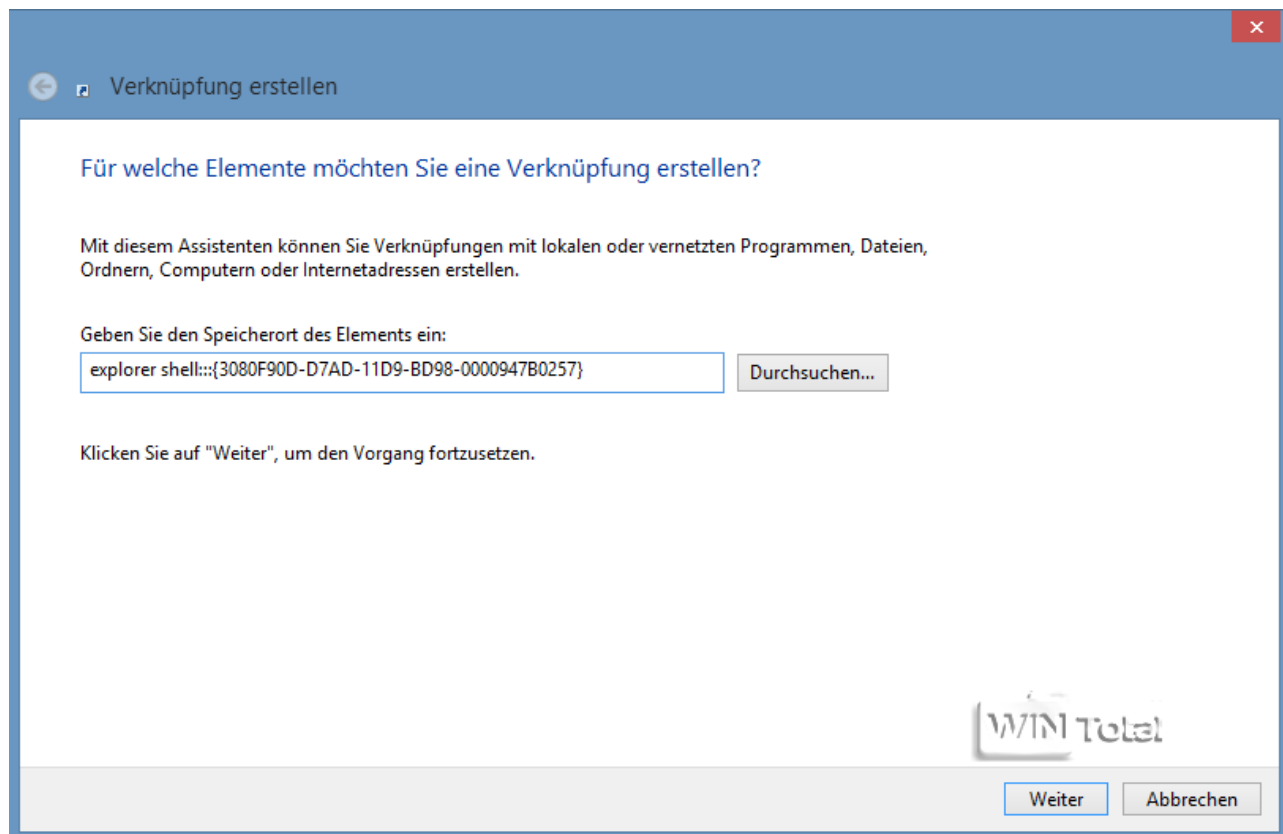 Verknüpfung erstellen
Für welche Elemente möchten Sie eine Verknüpfung erstellen?
Mit diesem Assistenten können Sie Verknüpfungen mit lokalen oder vernetzten Programmen, Dateien,
Ordnern, Computern oder Internetadressen erstellen.
Geben Sie den Speicherort des Elements ein:
explorer shell:::{3080F90D-D7AD-11D9-BD98-0000947B0257}
Durchsuchen...
Klicken Sie auf "Weiter", um den Vorgang fortzusetzen.
WIN Total
Weiter
Abbrechen